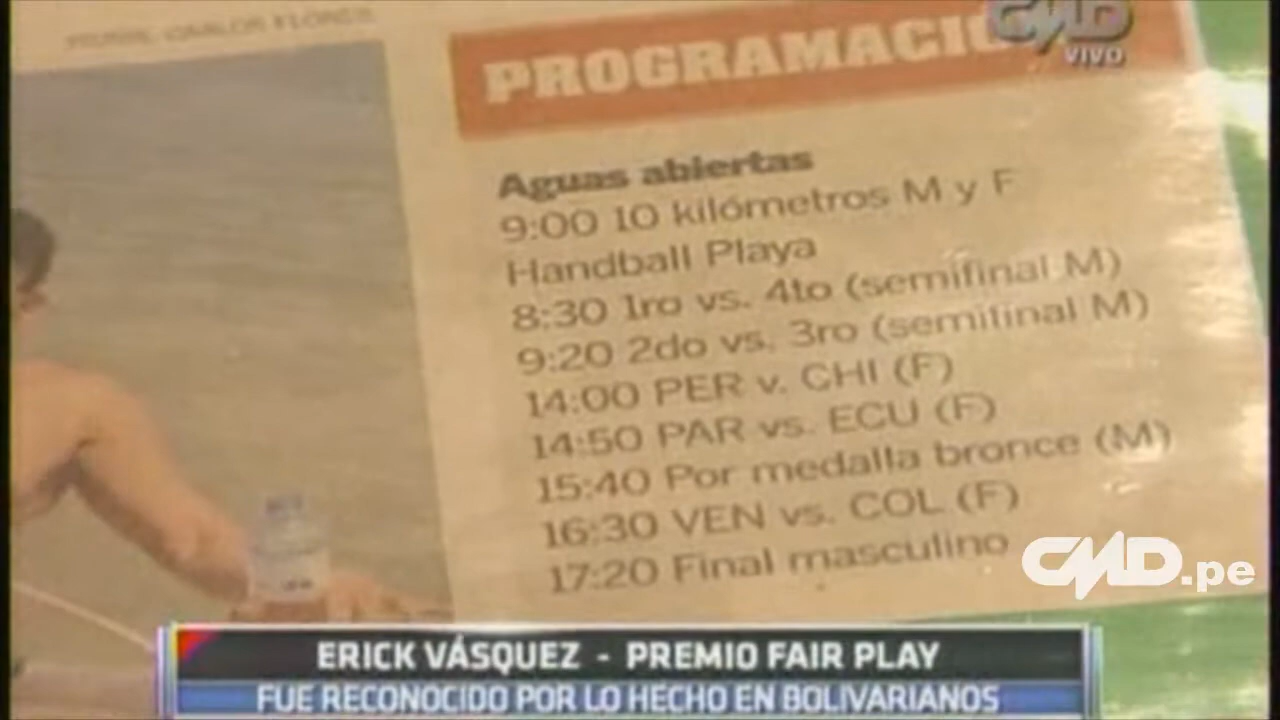 CMD
VIVO
PROGRAMACIÓ
Aguas abiertas
9:00 10 kilómetros M y F
Handball Playa
8:30 1ro vs. 4to (semifinal M)
9:20 2do vs. 3ro (semifinal M)
14:00 PER v. CHI (F)
14:50 PAR vs. ECU (F)
15:40 Por medalla bronce (M)
16:30 VEN vs. COL (F)
17:20 Final masculino
CMD.pe
ERICK VÁSQUEZ - PREMIO FAIR PLAY
FUE RECONOCIDO POR LO HECHO EN BOLIVARIANOS